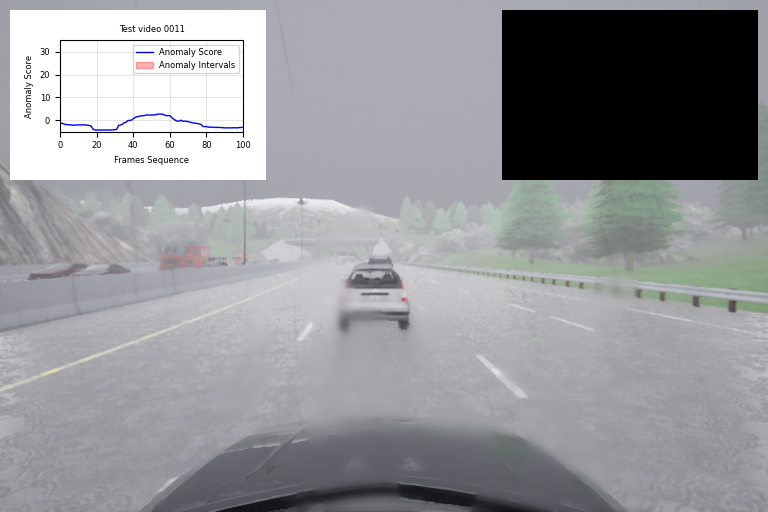 Test video 0011
Anomaly Score
30
20
10
0
Anomaly Score
Anomaly Intervals
0 20 40 60 80 100
Frames Sequence